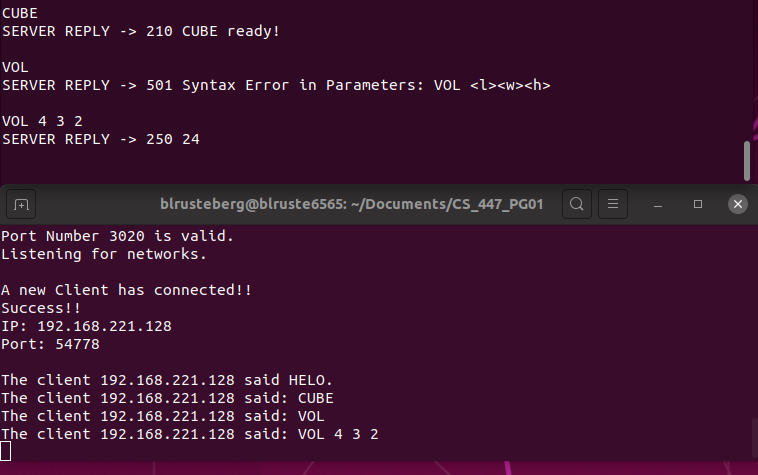 CUBE
SERVER REPLY -> 210 CUBE ready!
VOL
SERVER REPLY -> 501 Syntax Error in Parameters: VOL <l><w><h>
VOL 4 3 2
SERVER REPLY -> 250 24
blrusteberg@blruste6565: ~/Documents/CS_447_PG01
Port Number 3020 is valid.
Listening for networks.
A new Client has connected!!
Success!!
IP: 192.168.221.128
Port: 54778
The client 192.168.221.128 said HELO.
The client 192.168.221.128 said: CUBE
The client 192.168.221.128 said: VOL
The client 192.168.221.128 said: VOL 4 3 2